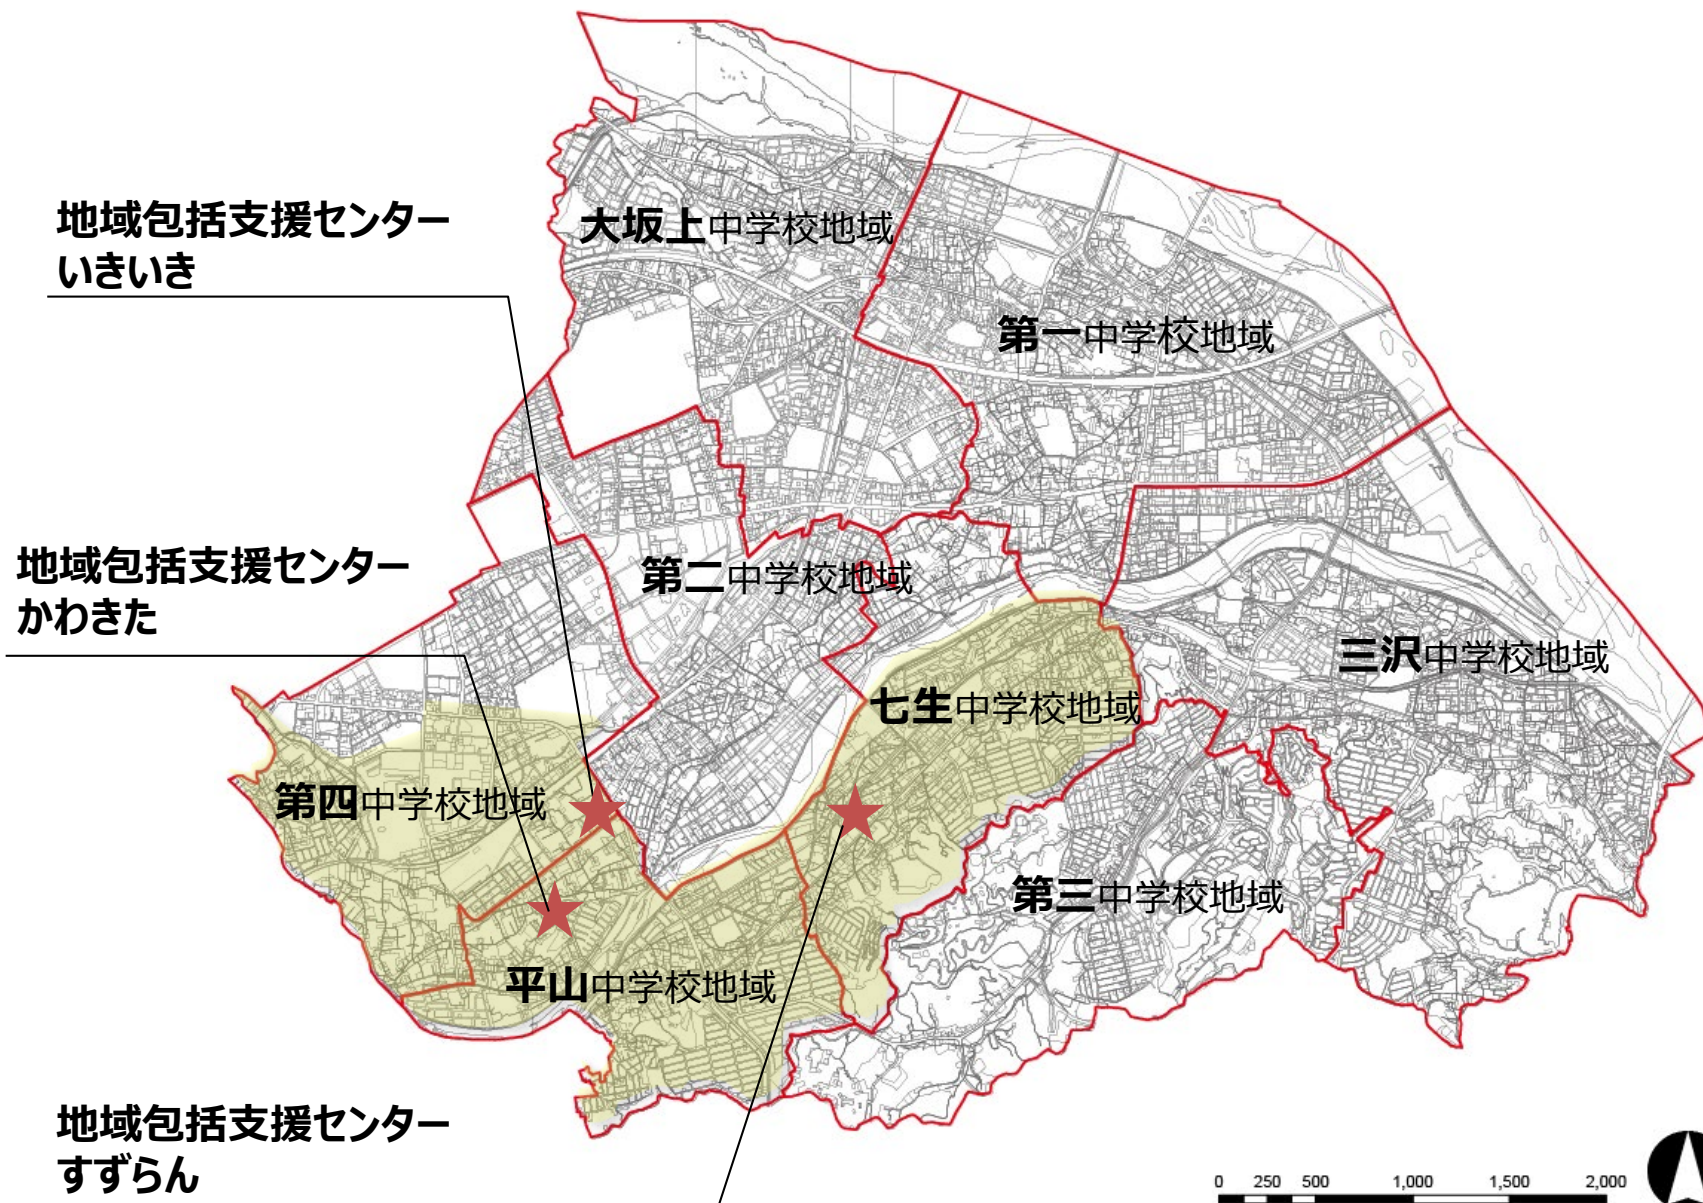 地域包括支援センター
いきいき
大坂上中学校地域
第一中学校地域
地域包括支援センター
かわきた
第二中学校地域
三沢中学校地域
七生中学校地域
第四中学校地域
第三中学校地域
平山中学校地域
地域包括支援センター
すずらん
0 250 500 1,000 1,500 2,000